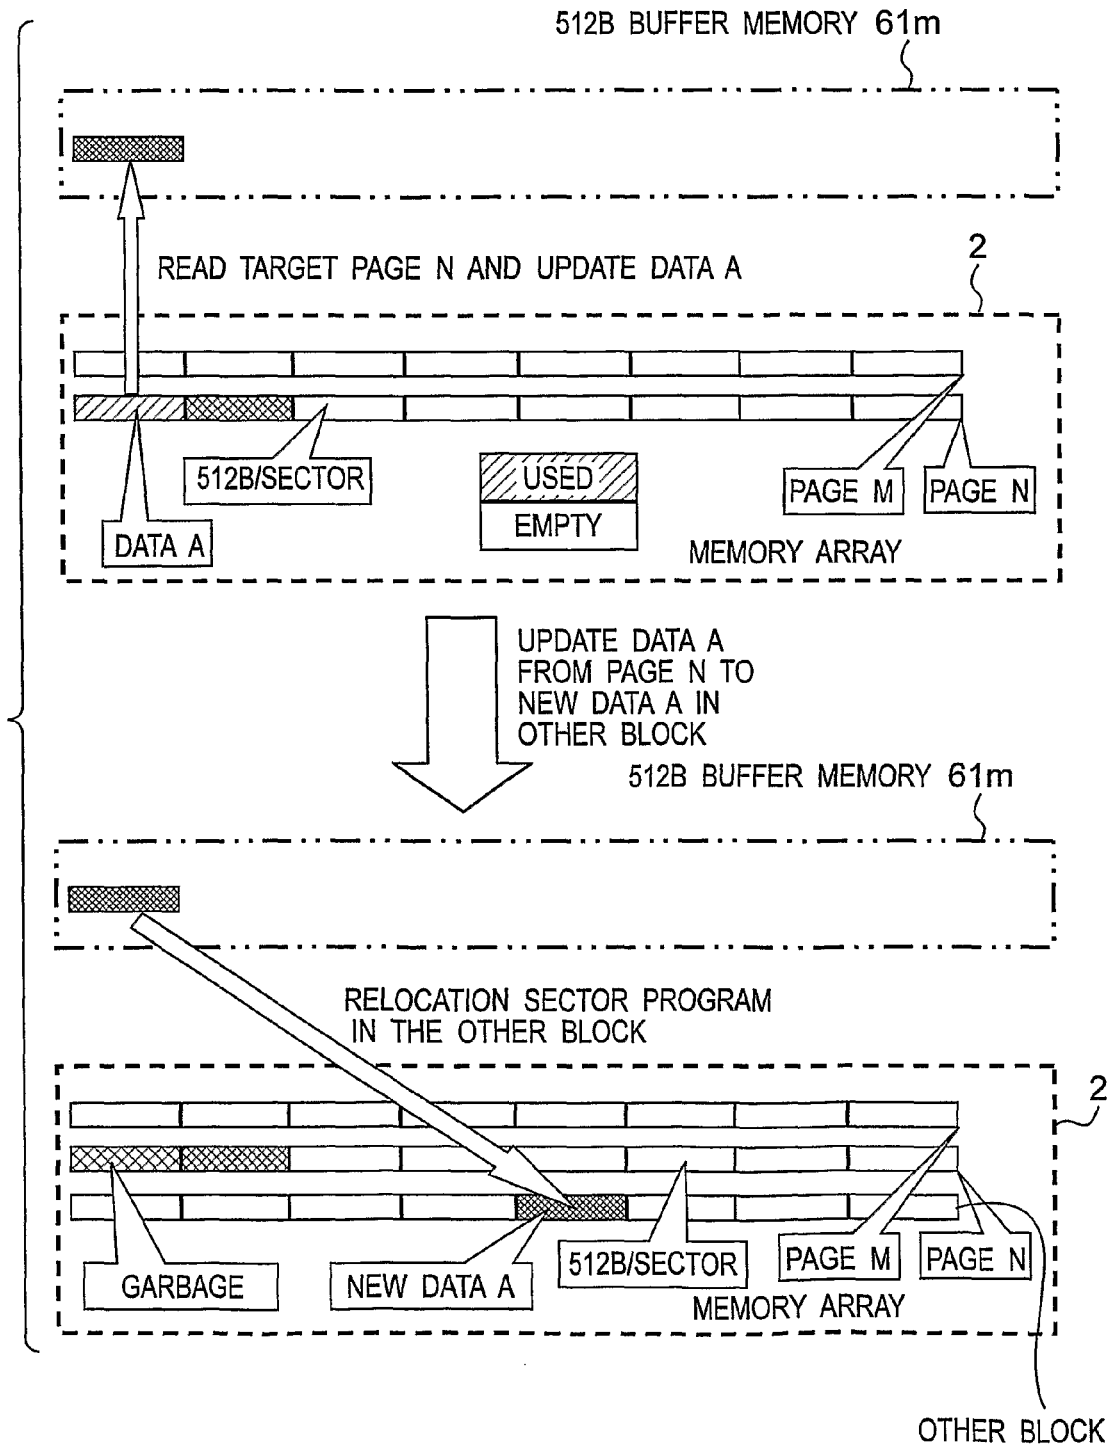 512B BUFFER MEMORY 61m
READ TARGET PAGE N AND UPDATE DATA A
2
512B/SECTOR
USED
EMPTY
PAGE M
PAGE N
DATA A
MEMORY ARRAY
UPDATE DATA A
FROM PAGE N TO
NEW DATA A IN
OTHER BLOCK
512B BUFFER MEMORY 61m
RELOCATION SECTOR PROGRAM
IN THE OTHER BLOCK
2
GARBAGE
NEW DATA A
512B/SECTOR
PAGE M
PAGE N
MEMORY ARRAY
OTHER BLOCK